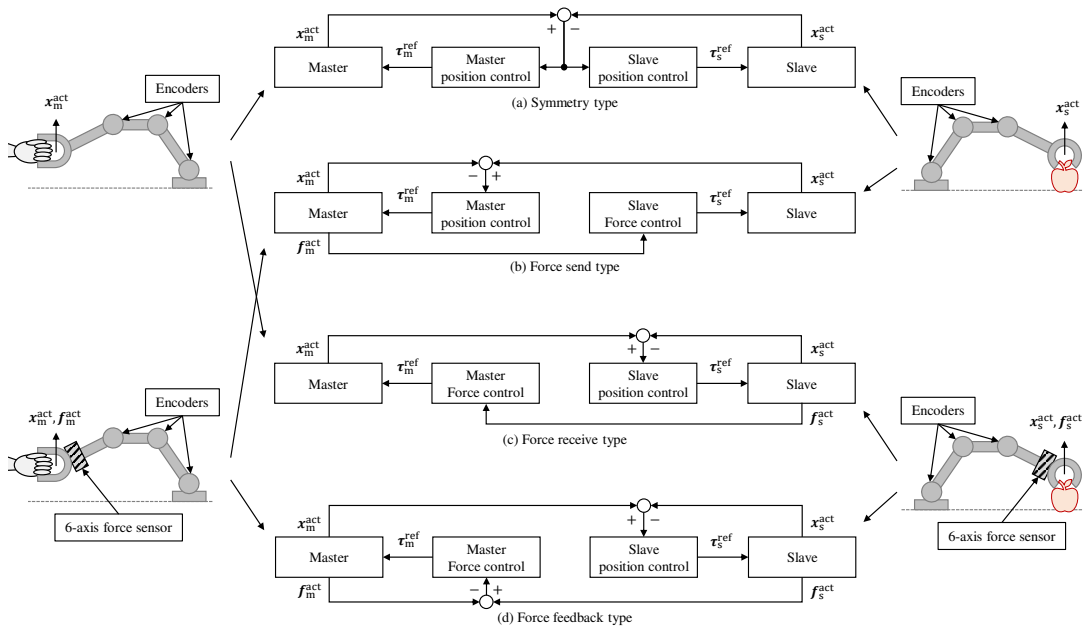 Encoders
x_m^act
x_m^act
x_s^act
+
−
τ_m^ref
τ_s^ref
Master
Master
position control
Slave
position control
Slave
(a) Symmetry type
Encoders
x_s^act
x_m^act
x_s^act
−
+
τ_m^ref
τ_s^ref
Master
Master
position control
Slave
Force control
Slave
f_m^act
(b) Force send type
x_m^act
x_s^act
+
−
τ_m^ref
τ_s^ref
Master
Master
Force control
Slave
position control
Slave
f_s^act
(c) Force receive type
Encoders
x_m^act, f_m^act
6-axis force sensor
Encoders
x_s^act, f_s^act
6-axis force sensor
x_m^act
x_s^act
+
−
τ_m^ref
τ_s^ref
Master
Master
Force control
Slave
position control
Slave
f_m^act
−
+
f_s^act
(d) Force feedback type